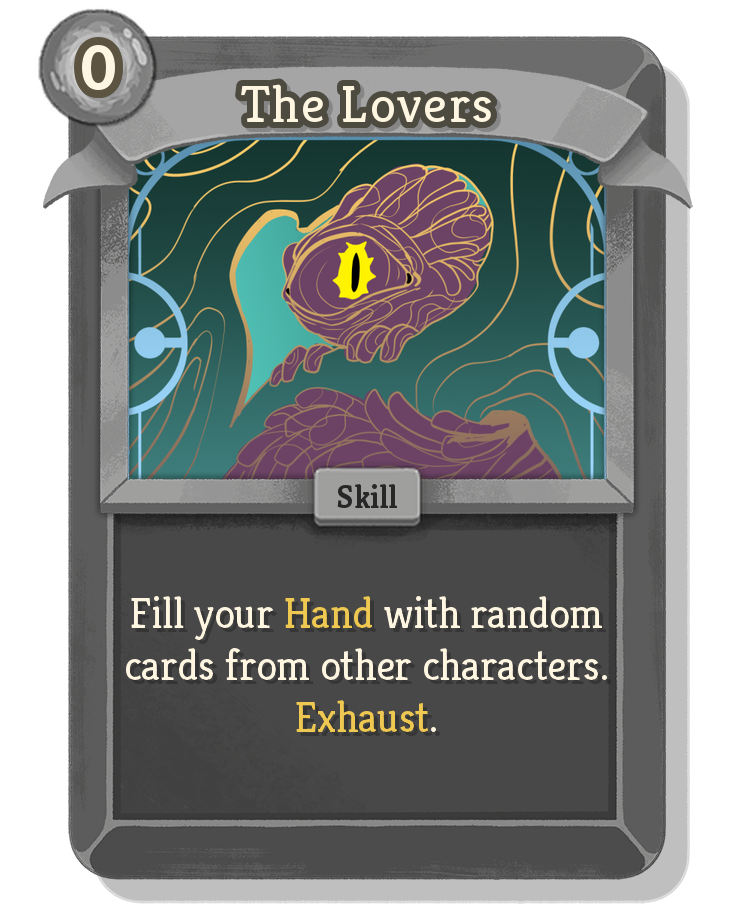 0
The Lovers
Skill
Fill your Hand with random
cards from other characters.
Exhaust.